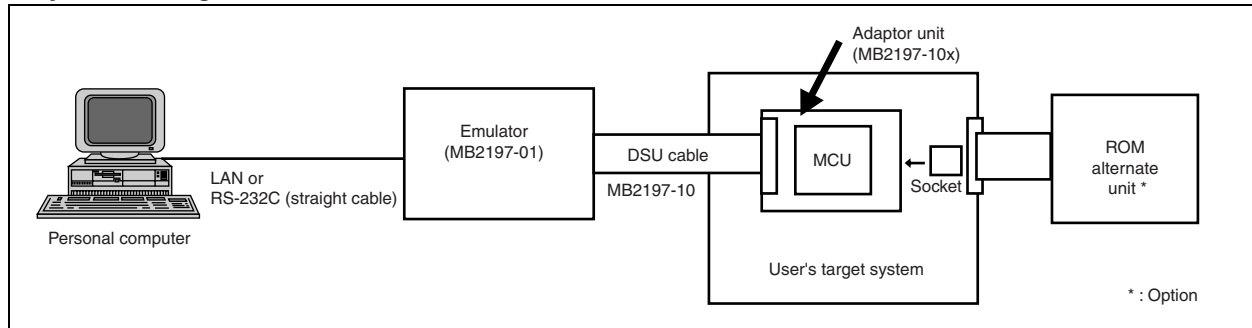 Adaptor unit
(MB2197-10x)
Emulator
(MB2197-01)
DSU cable
MCU
ROM
alternate
unit *
LAN or
RS-232C (straight cable)
MB2197-10
Socket
Personal computer
User's target system
* : Option